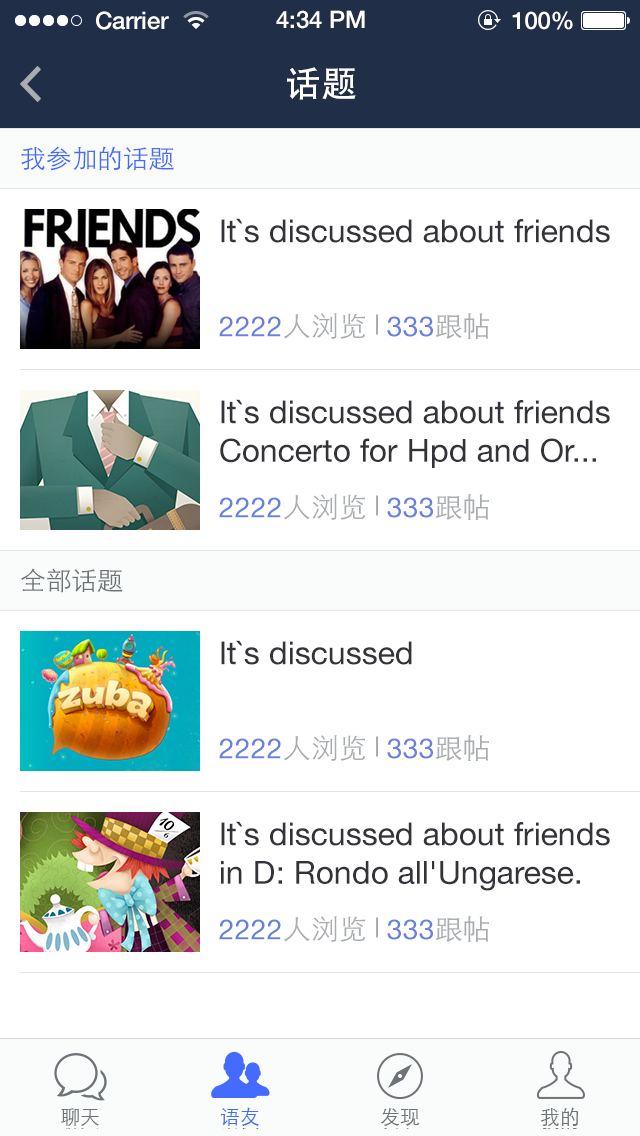 Carrier 4:34 PM 100%
话题
我参加的话题
FRIENDS
It`s discussed about friends
2222人浏览 | 333跟帖
It`s discussed about friends
Concerto for Hpd and Or...
2222人浏览 | 333跟帖
全部话题
zuba
It`s discussed
2222人浏览 | 333跟帖
10/6
It`s discussed about friends
in D: Rondo all'Ungarese.
2222人浏览 | 333跟帖
聊天 语友 发现 我的